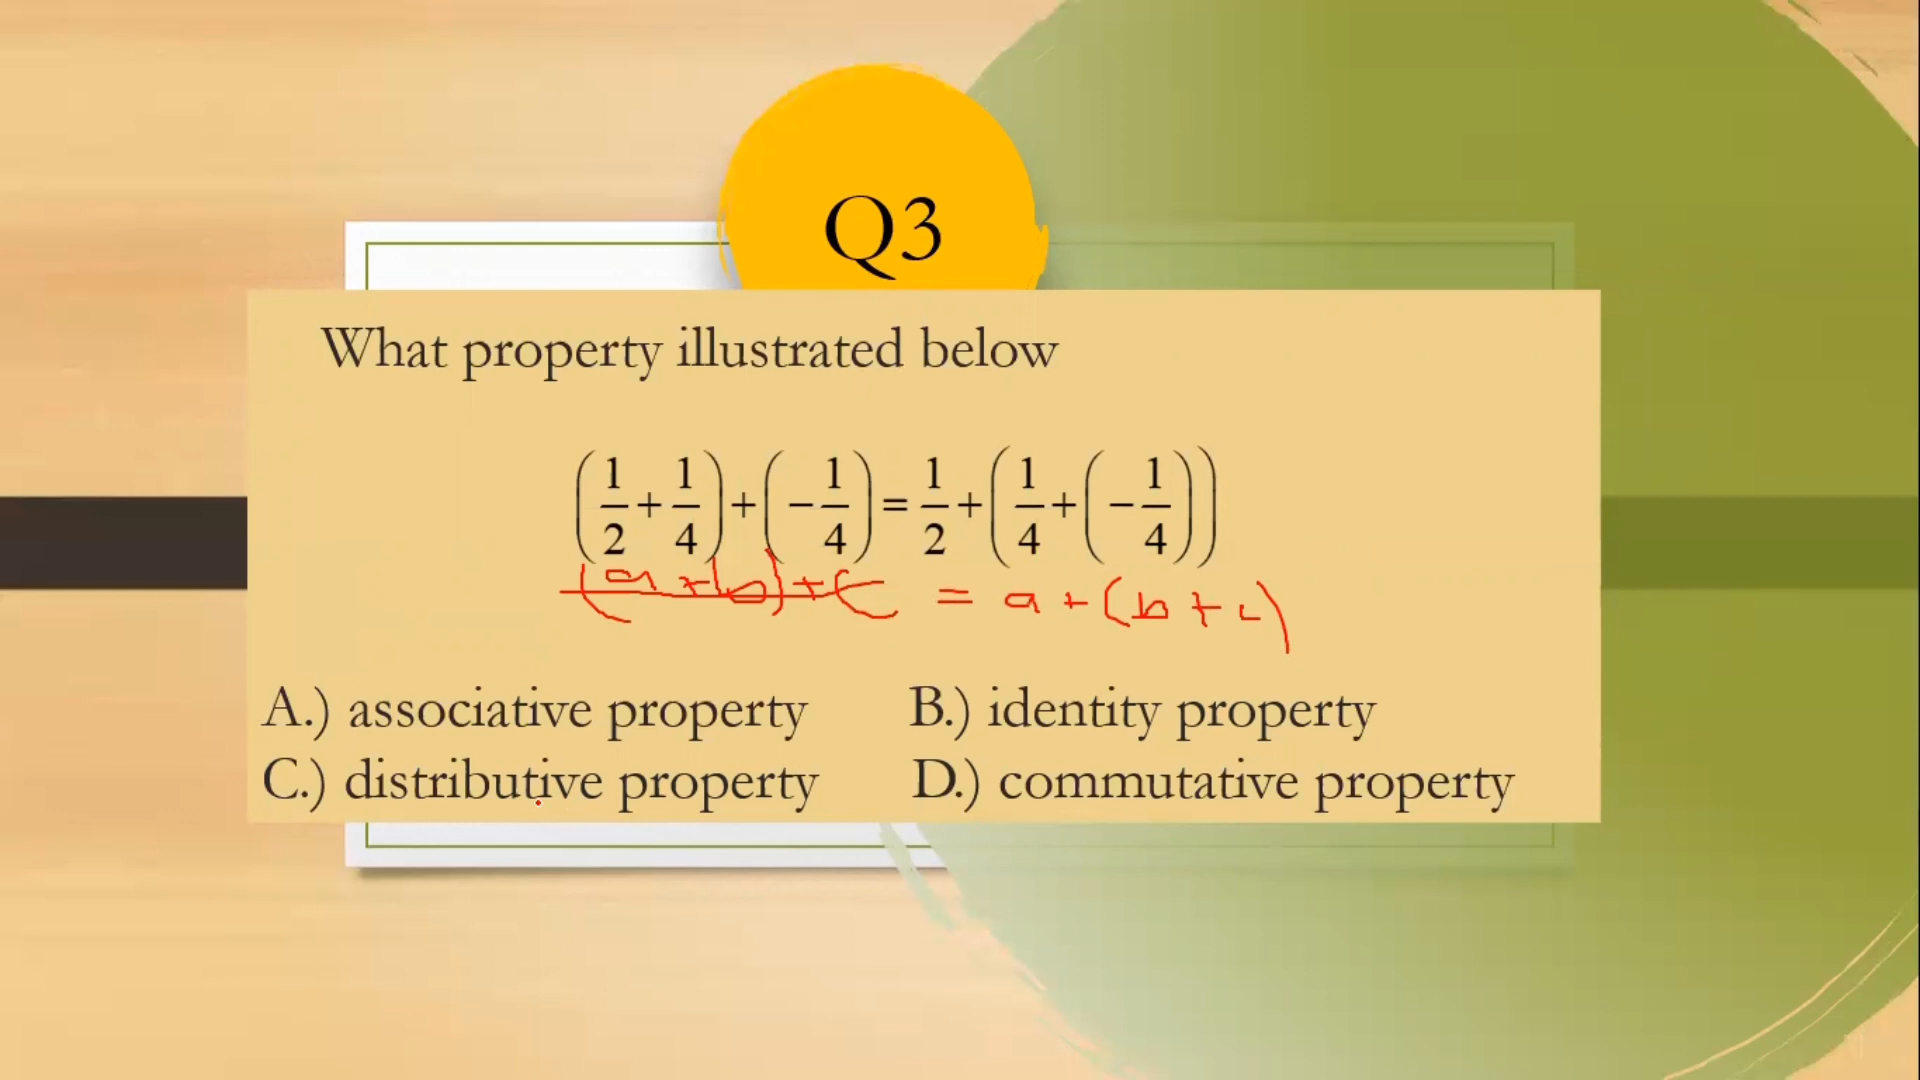 Q3
What property illustrated below
(1/2 + 1/4) + (− 1/4) = 1/2 + (1/4 + (− 1/4))
(a + b) + c = a + (b + c)
A.) associative property B.) identity property
C.) distributive property D.) commutative property